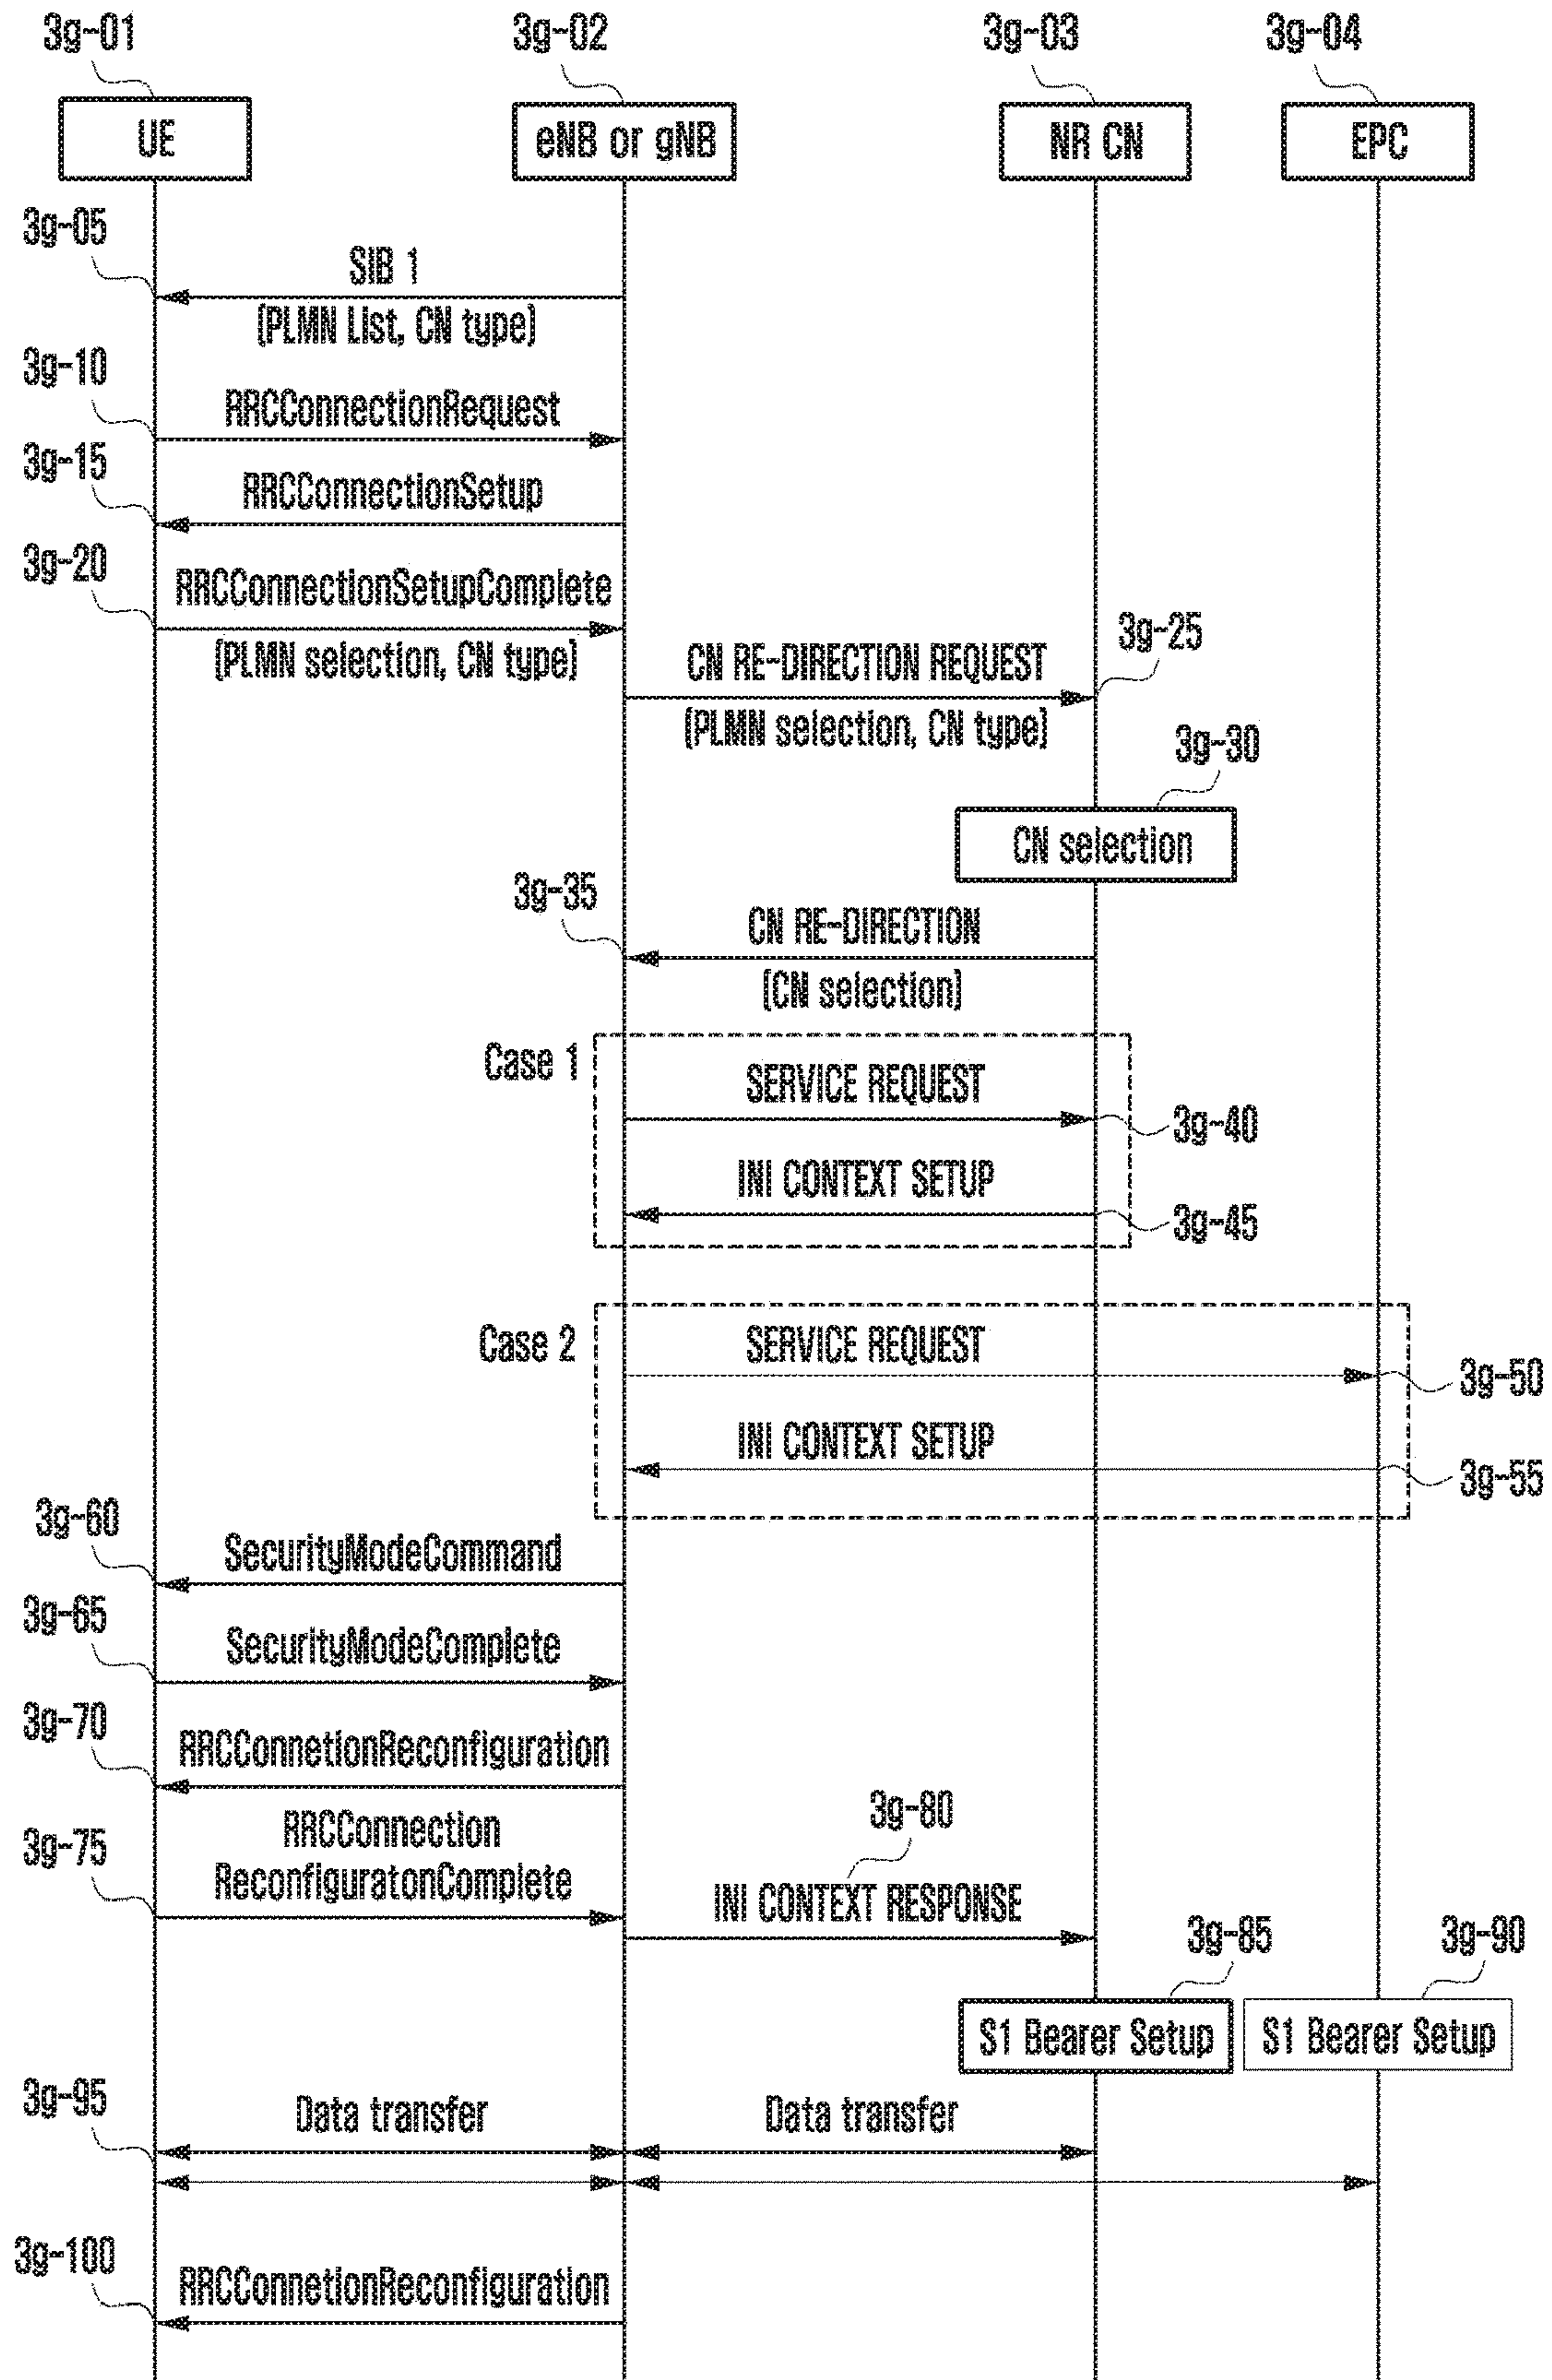 3g-01 3g-02 3g-03 3g-04
UE eNB or gNB NR CN EPC
3g-05
SIB 1
(PLMN List, CN type)
3g-10
RRCConnectionRequest
3g-15
RRCConnectionSetup
3g-20
RRCConnectionSetupComplete
(PLMN selection, CN type)
3g-25
CN RE-DIRECTION REQUEST
(PLMN selection, CN type)
3g-30
CN selection
3g-35
CN RE-DIRECTION
(CN selection)
Case 1
SERVICE REQUEST
3g-40
INI CONTEXT SETUP
3g-45
Case 2
SERVICE REQUEST
3g-50
INI CONTEXT SETUP
3g-55
3g-60
SecurityModeCommand
3g-65
SecurityModeComplete
3g-70
RRCConnetionReconfiguration
3g-75
RRCConnection
ReconfiguratonComplete
3g-80
INI CONTEXT RESPONSE
3g-85 3g-90
S1 Bearer Setup S1 Bearer Setup
3g-95
Data transfer Data transfer
3g-100
RRCConnetionReconfiguration